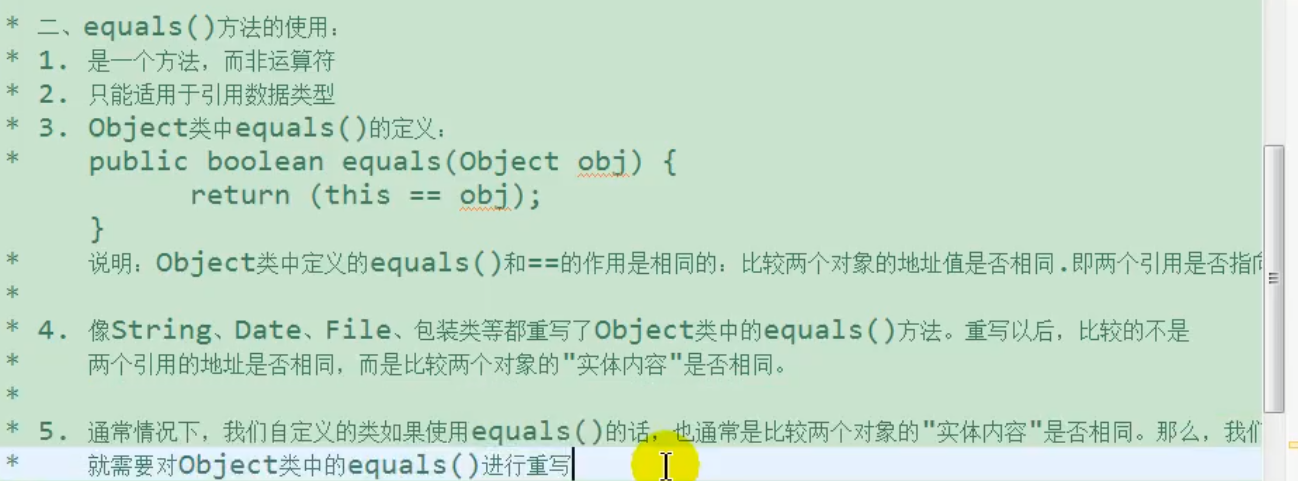 * 二、equals()方法的使用：
* 1. 是一个方法，而非运算符
* 2. 只能适用于引用数据类型
* 3. Object类中equals()的定义：
* public boolean equals(Object obj) {
return (this == obj);
}
* 说明：Object类中定义的equals()和==的作用是相同的：比较两个对象的地址值是否相同.即两个引用是否指向
*
* 4. 像String、Date、File、包装类等都重写了Object类中的equals()方法。重写以后，比较的不是
* 两个引用的地址是否相同，而是比较两个对象的"实体内容"是否相同。
*
* 5. 通常情况下，我们自定义的类如果使用equals()的话，也通常是比较两个对象的"实体内容"是否相同。那么，我们
* 就需要对Object类中的equals()进行重写